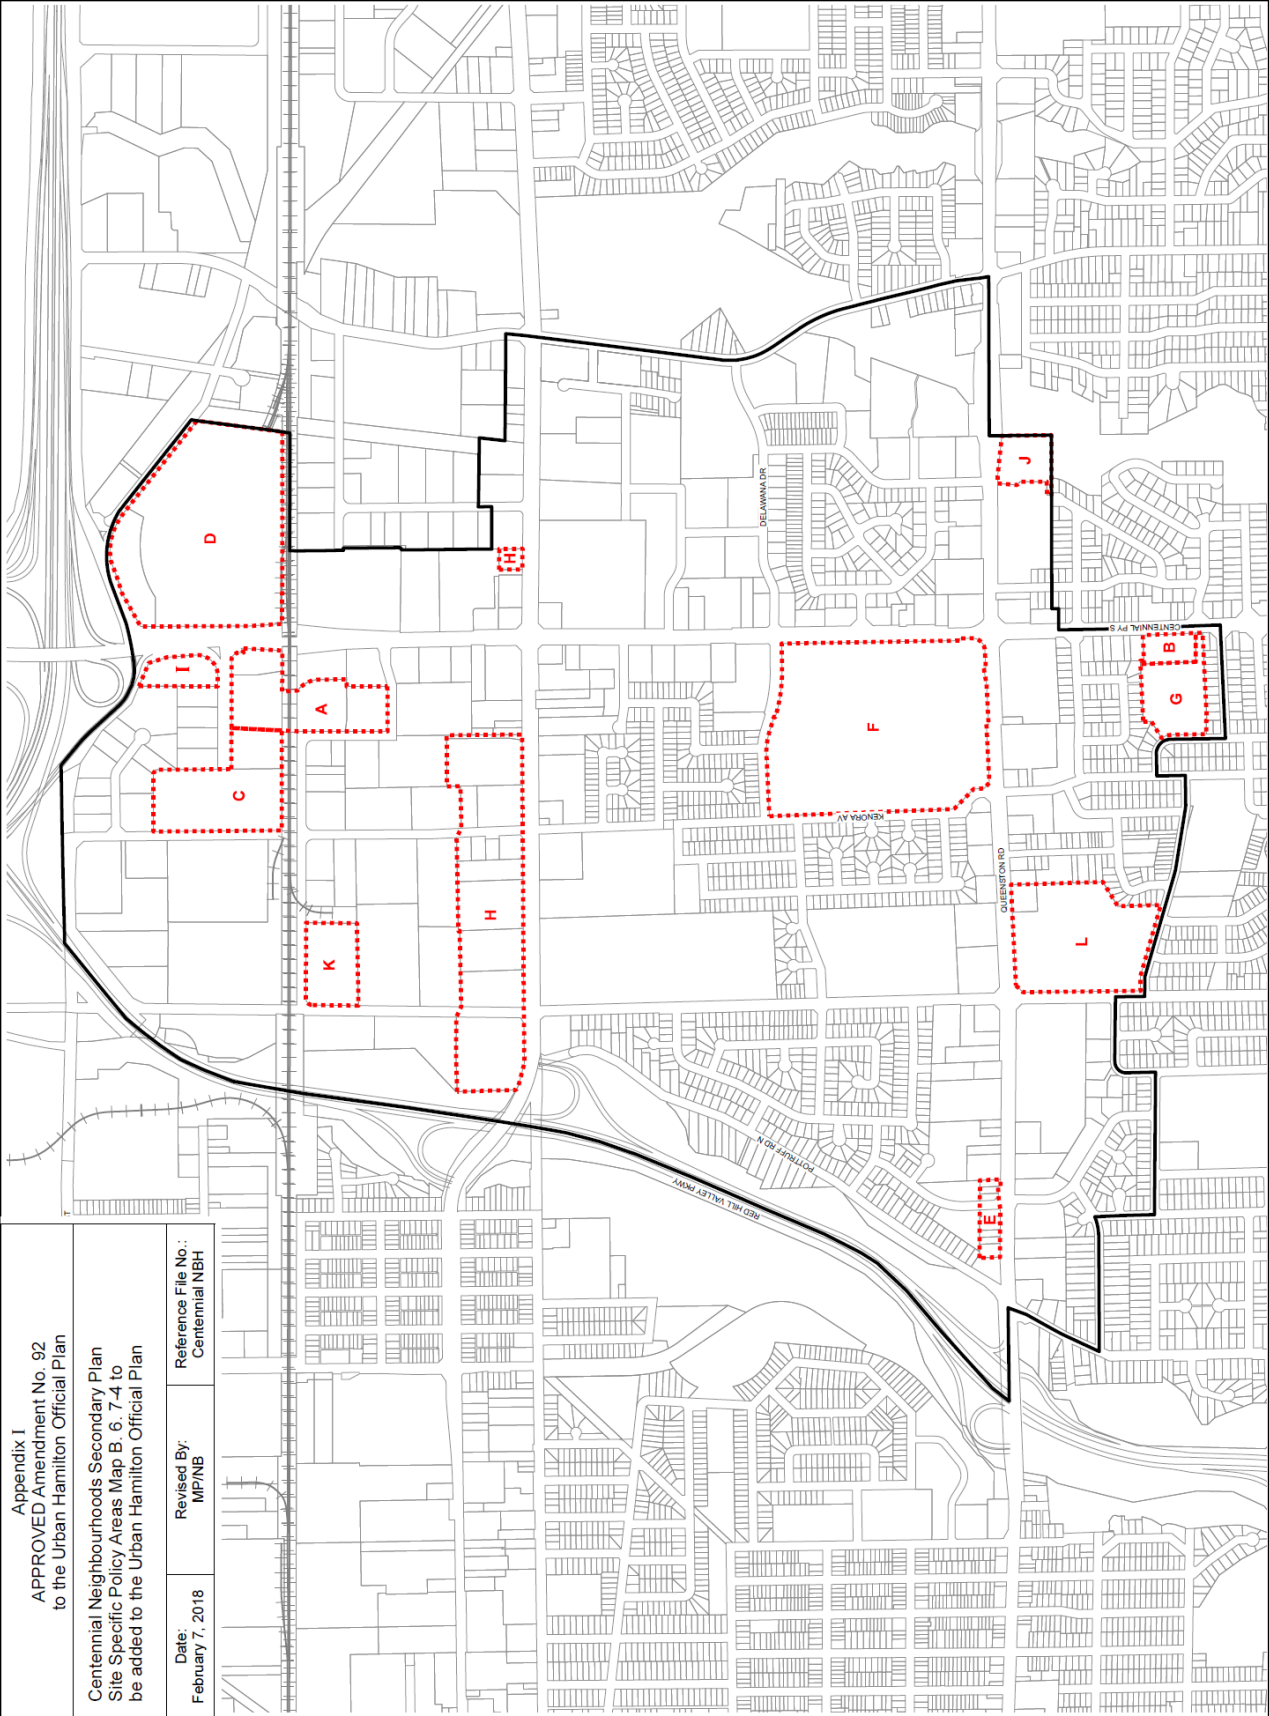 Appendix I
APPROVED Amendment No. 92
to the Urban Hamilton Official Plan
Centennial Neighbourhoods Secondary Plan
Site Specific Policy Areas Map B. 6. 7-4 to
be added to the Urban Hamilton Official Plan
Date:
February 7, 2018
Revised By:
MP/NB
Reference File No.:
Centennial NBH
D
I
A
C
K
H
H
F
J
B
G
L
E
DELAWANA DR
CENTENNIAL PY S
KENORA AV
QUEENSTON RD
POTTRUFF RD N
RED HILL VALLEY PKWY